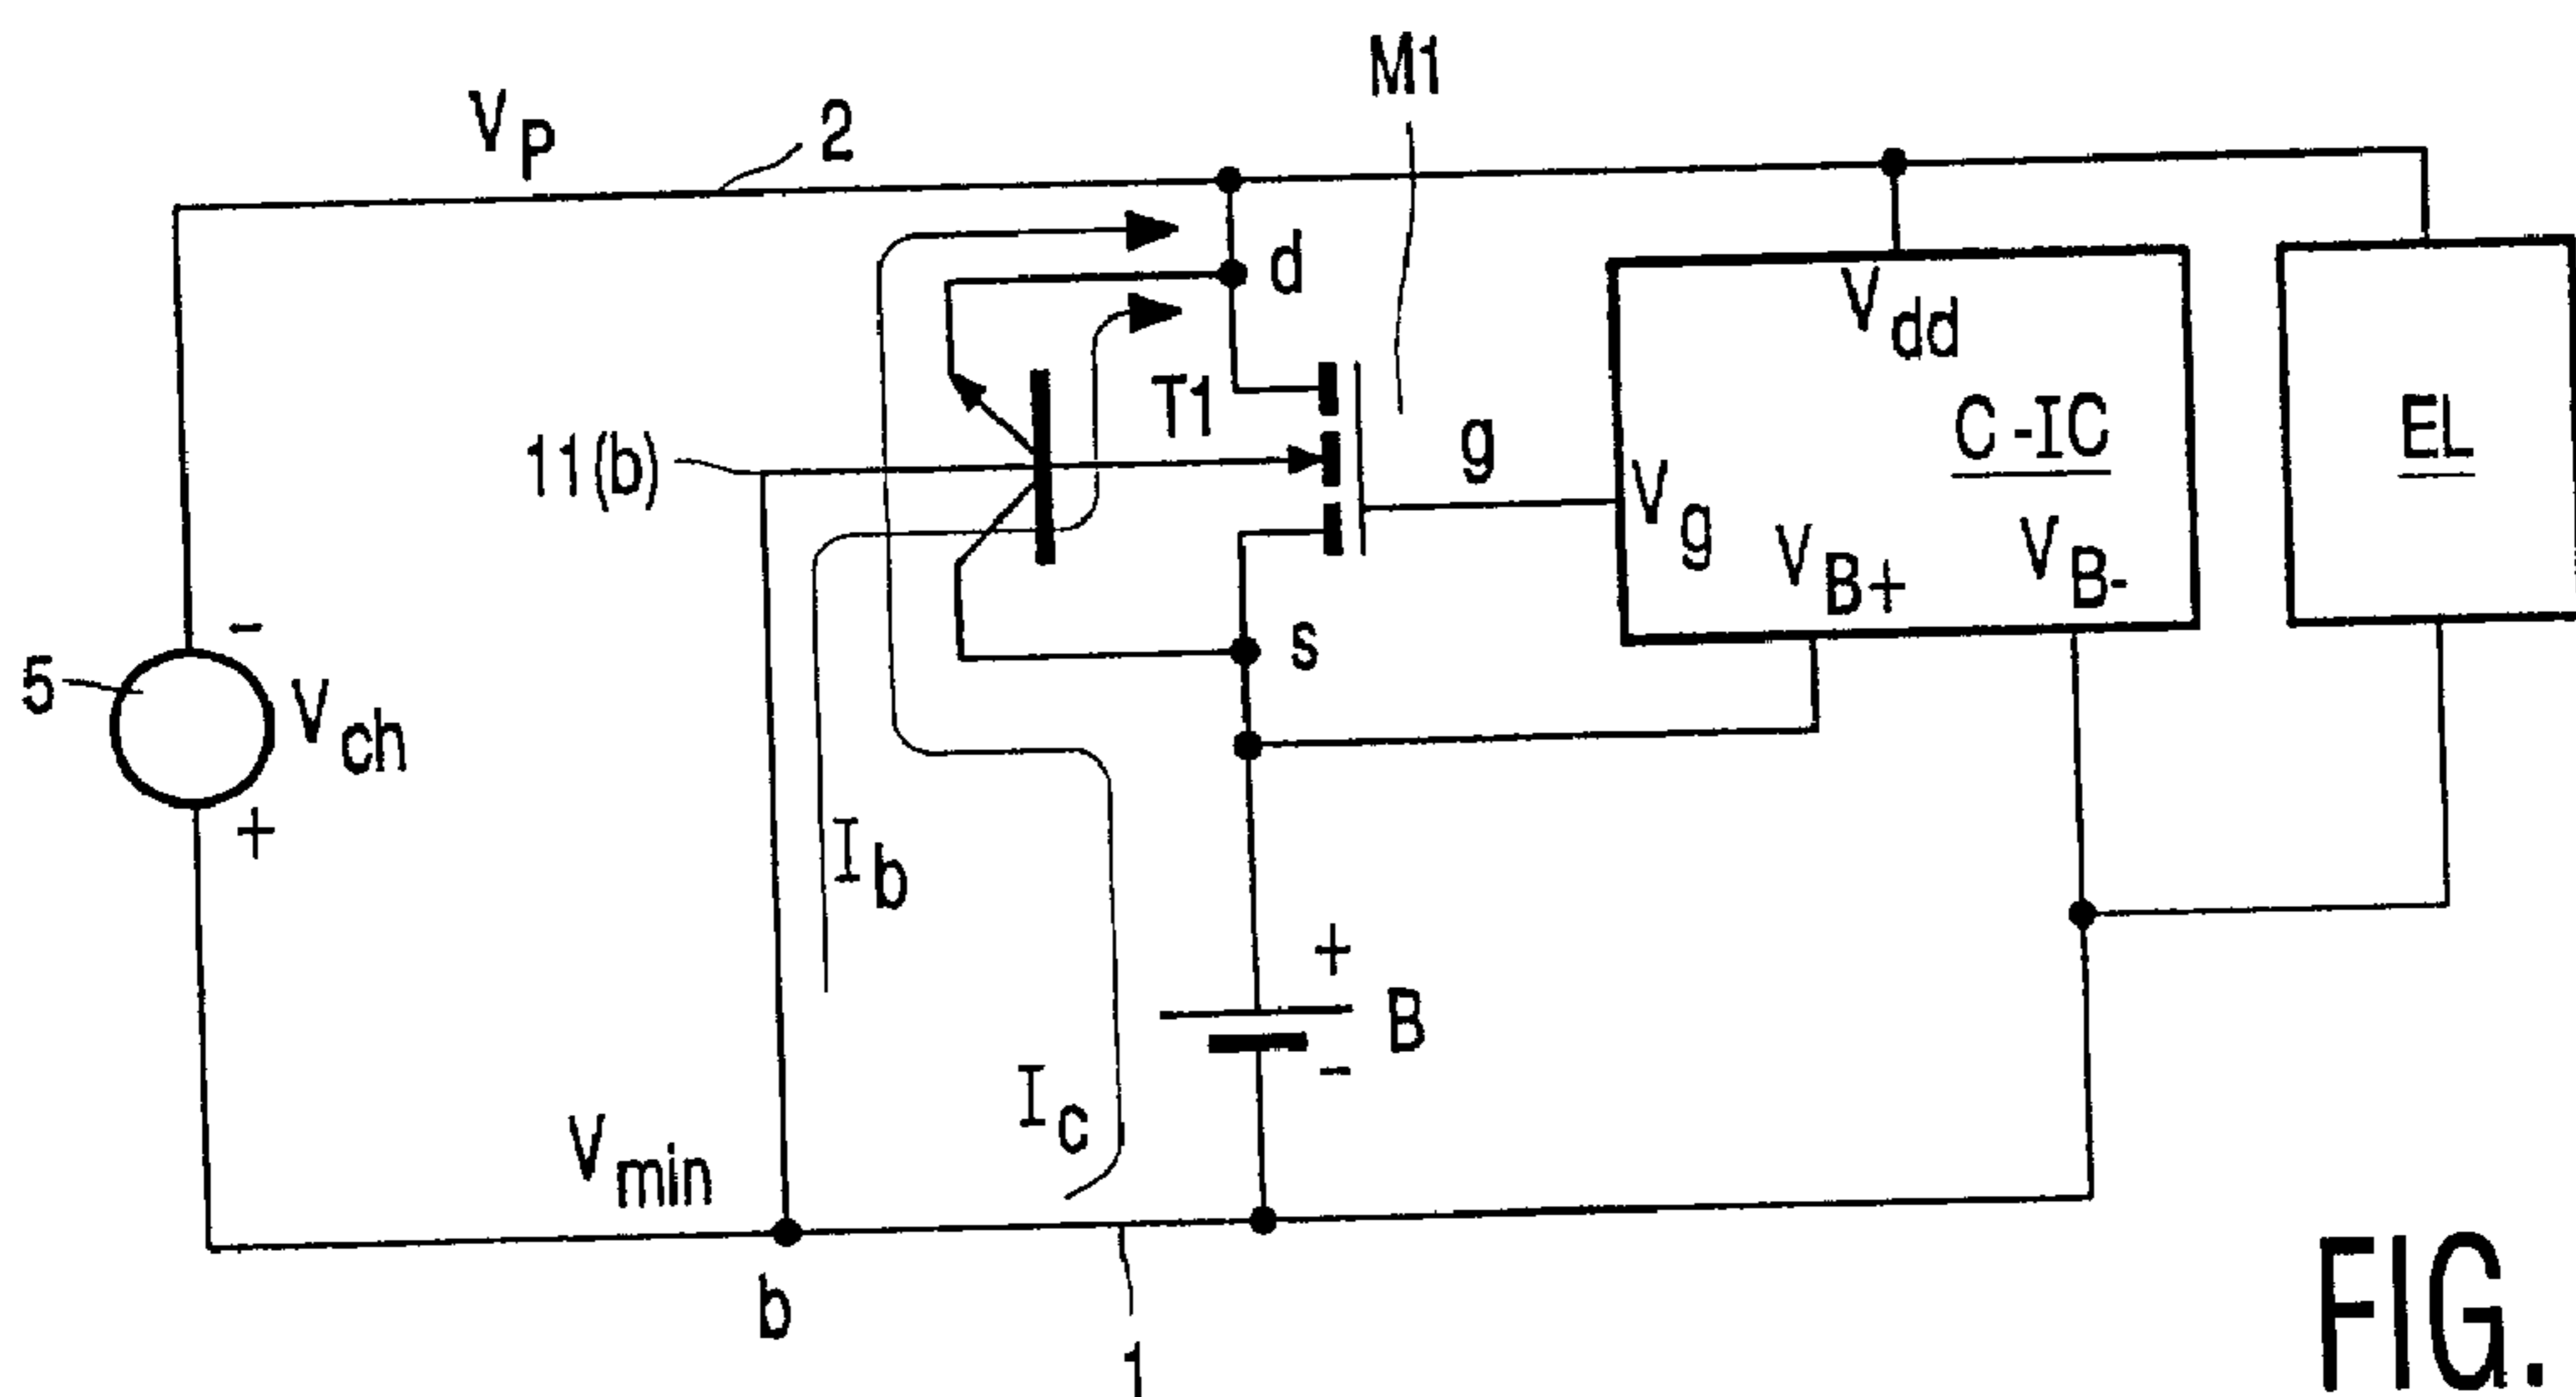 M1
V_P
2
d
V_dd
T1
C-IC
EL
11(b)
g
V_g
V_B+
V_B-
-
s
5
V_ch
+
I_b
+
B
-
I_c
V_min
b
1
FIG.